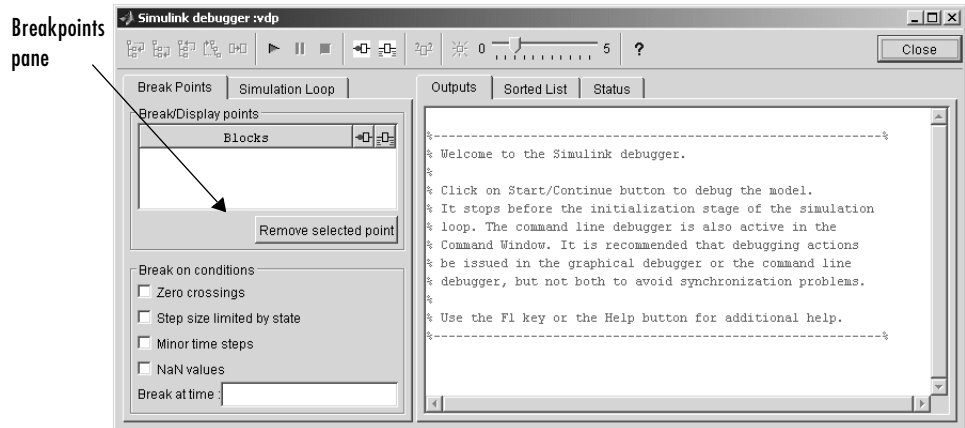 Breakpoints
pane
Simulink debugger :vdp
0 5 ? Close
Break Points Simulation Loop
Break/Display points
Blocks
Remove selected point
Break on conditions
Zero crossings
Step size limited by state
Minor time steps
NaN values
Break at time :
Outputs Sorted List Status
%----------------------------------------------------------------%
% Welcome to the Simulink debugger.
%
% Click on Start/Continue button to debug the model.
% It stops before the initialization stage of the simulation
% loop. The command line debugger is also active in the
% Command Window. It is recommended that debugging actions
% be issued in the graphical debugger or the command line
% debugger, but not both to avoid synchronization problems.
%
% Use the F1 key or the Help button for additional help.
%----------------------------------------------------------------%